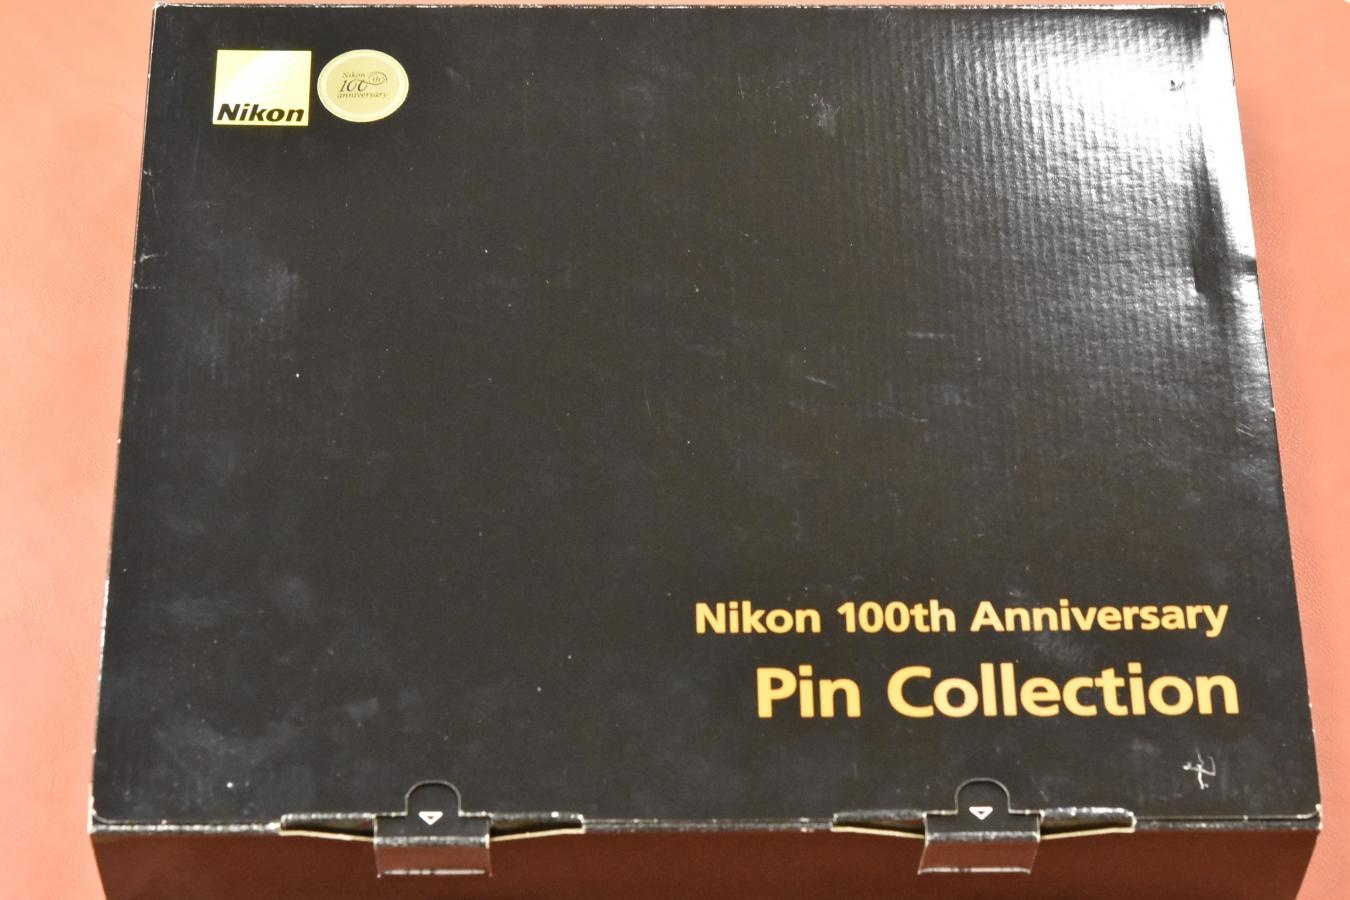 Nikon
Nikon
100th
anniversary
Nikon 100th Anniversary
Pin Collection